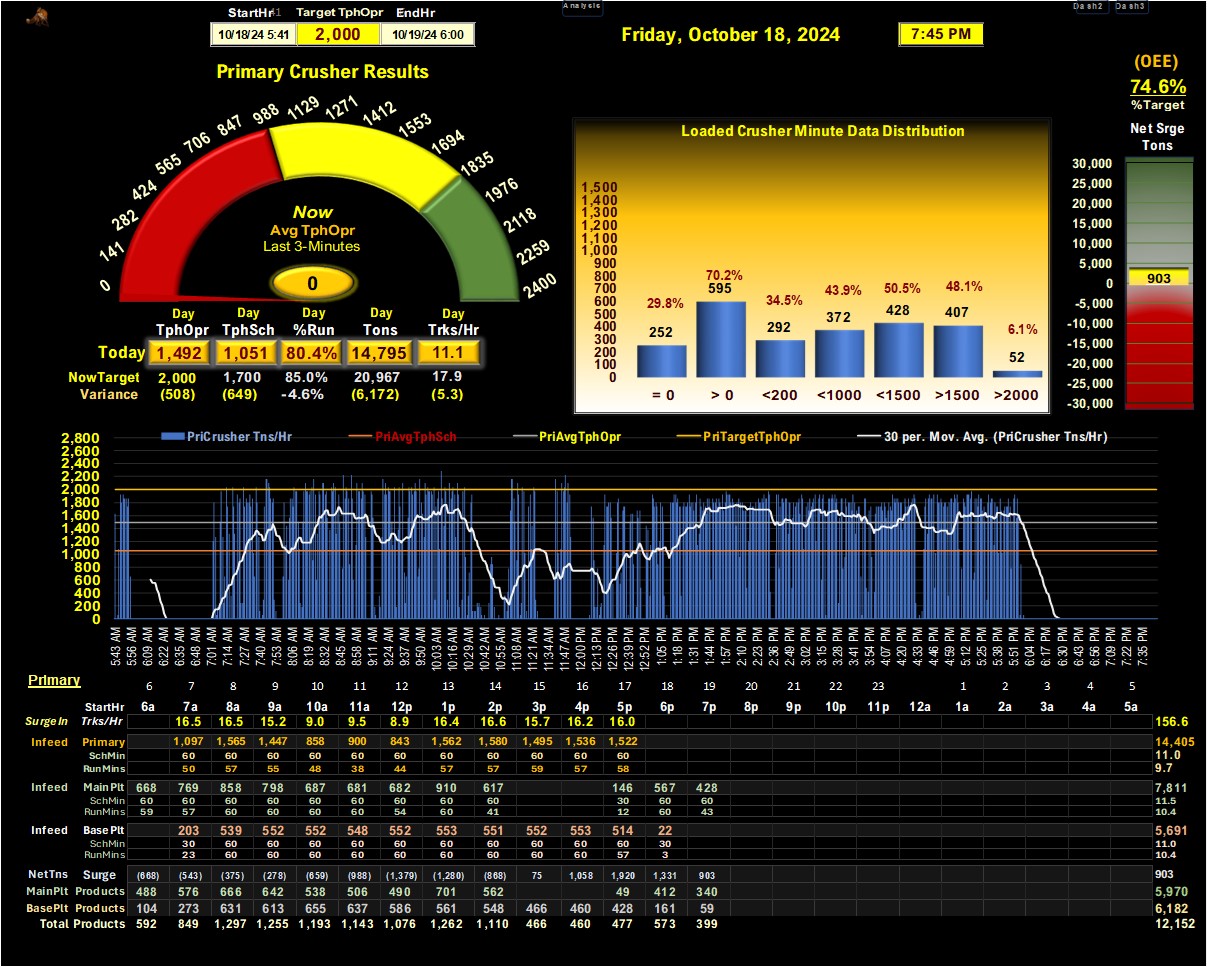 Analysis Dash2 Dash3
StartHr41 Target TphOpr EndHr
10/18/24 5:41 2,000 10/19/24 6:00
Friday, October 18, 2024 7:45 PM
(OEE)
74.6%
%Target
Net Srge
Tons
30,000
25,000
20,000
15,000
10,000
5,000
0
-5,000
-10,000
-15,000
-20,000
-25,000
-30,000
903
Primary Crusher Results
0 141 282 424 565 706 847 988 1129 1271 1412 1553 1694 1835 1976 2118 2259 2400
Now
Avg TphOpr
Last 3-Minutes
0
Day Day Day Day Day
TphOpr TphSch %Run Tons Trks/Hr
Today 1,492 1,051 80.4% 14,795 11.1
NowTarget 2,000 1,700 85.0% 20,967 17.9
Variance (508) (649) -4.6% (6,172) (5.3)
Loaded Crusher Minute Data Distribution
1,500
1,400
1,300
1,200
1,100
1,000
900
800
700
600
500
400
300
200
100
0
29.8% 70.2% 34.5% 43.9% 50.5% 48.1% 6.1%
252 595 292 372 428 407 52
= 0 > 0 <200 <1000 <1500 >1500 >2000
PriCrusher Tns/Hr PriAvgTphSch PriAvgTphOpr PriTargetTphOpr 30 per. Mov. Avg. (PriCrusher Tns/Hr)
2,800
2,600
2,400
2,200
2,000
1,800
1,600
1,400
1,200
1,000
800
600
400
200
0
5:43 AM 5:56 AM 6:09 AM 6:22 AM 6:35 AM 6:48 AM 7:01 AM 7:14 AM 7:27 AM 7:40 AM 7:53 AM 8:06 AM 8:19 AM 8:32 AM 8:45 AM 8:58 AM 9:11 AM 9:24 AM 9:37 AM 9:50 AM 10:03 AM 10:16 AM 10:29 AM 10:42 AM 10:55 AM 11:08 AM 11:21 AM 11:34 AM 11:47 AM 12:00 PM 12:13 PM 12:26 PM 12:39 PM 12:52 PM 1:05 PM 1:18 PM 1:31 PM 1:44 PM 1:57 PM 2:10 PM 2:23 PM 2:36 PM 2:49 PM 3:02 PM 3:15 PM 3:28 PM 3:41 PM 3:54 PM 4:07 PM 4:20 PM 4:33 PM 4:46 PM 4:59 PM 5:12 PM 5:25 PM 5:38 PM 5:51 PM 6:04 PM 6:17 PM 6:30 PM 6:43 PM 6:56 PM 7:09 PM 7:22 PM 7:35 PM
Primary 6 7 8 9 10 11 12 13 14 15 16 17 18 19 20 21 22 23 1 2 3 4 5
StartHr 6a 7a 8a 9a 10a 11a 12p 1p 2p 3p 4p 5p 6p 7p 8p 9p 10p 11p 12a 1a 2a 3a 4a 5a
SurgeIn Trks/Hr 16.5 16.5 15.2 9.0 9.5 8.9 16.4 16.6 15.7 16.2 16.0 156.6
Infeed Primary 1,097 1,565 1,447 858 900 843 1,562 1,580 1,495 1,536 1,522 14,405
SchMin 60 60 60 60 60 60 60 60 60 60 60 11.0
RunMins 50 57 55 48 38 44 57 57 59 57 58 9.7
Infeed MainPlt 668 769 858 798 687 681 682 910 617 146 567 428 7,811
SchMin 60 60 60 60 60 60 60 60 60 30 60 60 11.5
RunMins 59 57 60 60 60 60 54 60 41 12 60 43 10.4
Infeed Base Plt 203 539 552 552 548 552 553 551 552 553 514 22 5,691
SchMin 30 60 60 60 60 60 60 60 60 60 60 30 11.0
RunMins 23 60 60 60 60 60 60 60 60 60 57 3 10.4
NetTns Surge (668) (543) (375) (278) (659) (988) (1,379) (1,280) (868) 75 1,058 1,920 1,331 903 903
MainPlt Products 488 576 666 642 538 506 490 701 562 49 412 340 5,970
BasePlt Products 104 273 631 613 655 637 586 561 548 466 460 428 161 59 6,182
Total Products 592 849 1,297 1,255 1,193 1,143 1,076 1,262 1,110 466 460 477 573 399 12,152